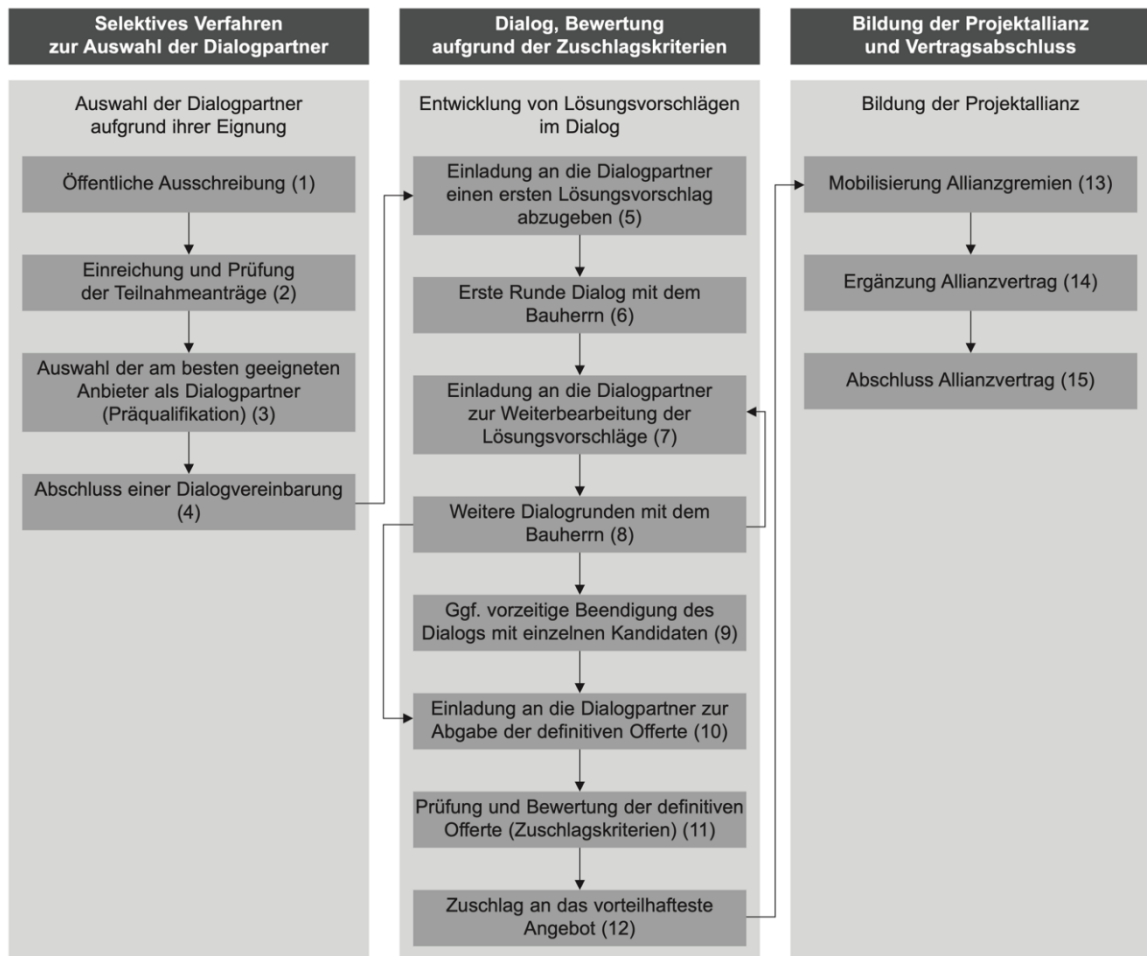 Selektives Verfahren
zur Auswahl der Dialogpartner
Auswahl der Dialogpartner
aufgrund ihrer Eignung
Öffentliche Ausschreibung (1)
Einreichung und Prüfung
der Teilnahmeanträge (2)
Auswahl der am besten geeigneten
Anbieter als Dialogpartner
(Präqualifikation) (3)
Abschluss einer Dialogvereinbarung
(4)
Dialog, Bewertung
aufgrund der Zuschlagskriterien
Entwicklung von Lösungsvorschlägen
im Dialog
Einladung an die Dialogpartner
einen ersten Lösungsvorschlag
abzugeben (5)
Erste Runde Dialog mit dem
Bauherrn (6)
Einladung an die Dialogpartner
zur Weiterbearbeitung der
Lösungsvorschläge (7)
Weitere Dialogrunden mit dem
Bauherrn (8)
Ggf. vorzeitige Beendigung des
Dialogs mit einzelnen Kandidaten (9)
Einladung an die Dialogpartner zur
Abgabe der definitiven Offerte (10)
Prüfung und Bewertung der definitiven
Offerte (Zuschlagskriterien) (11)
Zuschlag an das vorteilhafteste
Angebot (12)
Bildung der Projektallianz
und Vertragsabschluss
Bildung der Projektallianz
Mobilisierung Allianzgremien (13)
Ergänzung Allianzvertrag (14)
Abschluss Allianzvertrag (15)